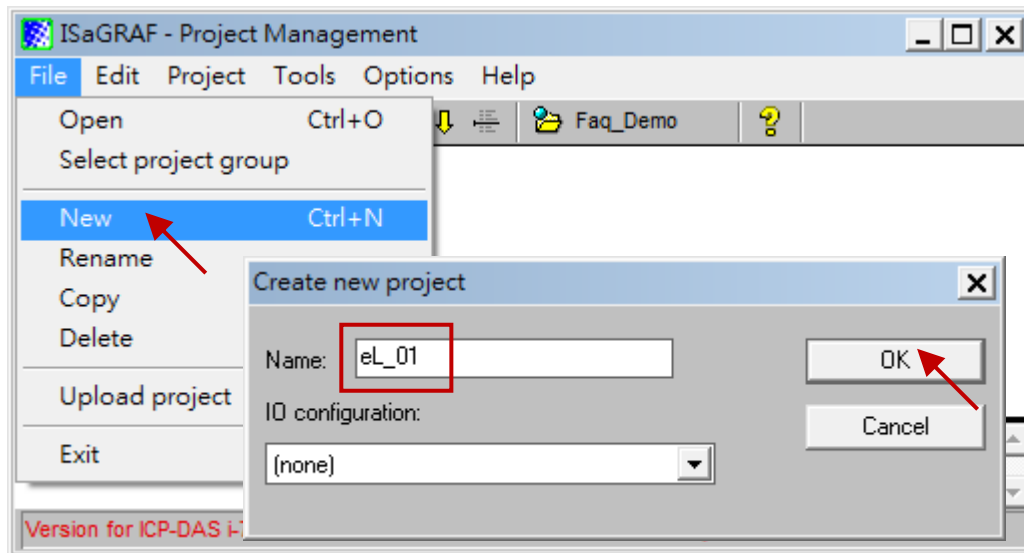 ISaGRAF - Project Management
File Edit Project Tools Options Help
Open Ctrl+O
Faq_Demo
Select project group
New Ctrl+N
Rename
Copy
Delete
Upload project
Exit
Create new project
Name: eL_01
OK
IO configuration:
Cancel
(none)
Version for ICP-DAS